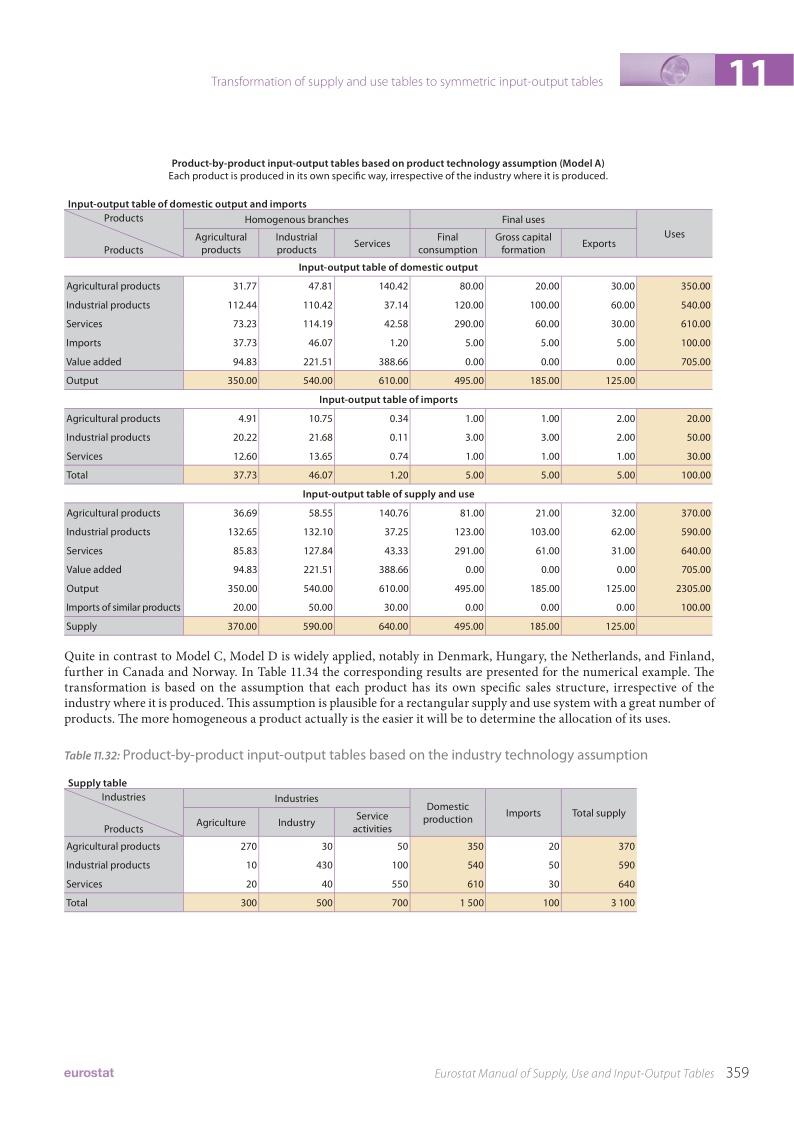 Transformation of supply and use tables to symmetric input-output tables
11
Product-by-product input-output tables based on product technology assumption (Model A)
Each product is produced in its own specific way, irrespective of the industry where it is produced.
Input-output table of domestic output and imports
Products Homogenous branches Final uses Uses
Products Agricultural products Industrial products Services Final consumption Gross capital formation Exports
Input-output table of domestic output
Agricultural products 31.77 47.81 140.42 80.00 20.00 30.00 350.00
Industrial products 112.44 110.42 37.14 120.00 100.00 60.00 540.00
Services 73.23 114.19 42.58 290.00 60.00 30.00 610.00
Imports 37.73 46.07 1.20 5.00 5.00 5.00 100.00
Value added 94.83 221.51 388.66 0.00 0.00 0.00 705.00
Output 350.00 540.00 610.00 495.00 185.00 125.00
Input-output table of imports
Agricultural products 4.91 10.75 0.34 1.00 1.00 2.00 20.00
Industrial products 20.22 21.68 0.11 3.00 3.00 2.00 50.00
Services 12.60 13.65 0.74 1.00 1.00 1.00 30.00
Total 37.73 46.07 1.20 5.00 5.00 5.00 100.00
Input-output table of supply and use
Agricultural products 36.69 58.55 140.76 81.00 21.00 32.00 370.00
Industrial products 132.65 132.10 37.25 123.00 103.00 62.00 590.00
Services 85.83 127.84 43.33 291.00 61.00 31.00 640.00
Value added 94.83 221.51 388.66 0.00 0.00 0.00 705.00
Output 350.00 540.00 610.00 495.00 185.00 125.00 2305.00
Imports of similar products 20.00 50.00 30.00 0.00 0.00 0.00 100.00
Supply 370.00 590.00 640.00 495.00 185.00 125.00
Quite in contrast to Model C, Model D is widely applied, notably in Denmark, Hungary, the Netherlands, and Finland,
further in Canada and Norway. In Table 11.34 the corresponding results are presented for the numerical example. The
transformation is based on the assumption that each product has its own specific sales structure, irrespective of the
industry where it is produced. This assumption is plausible for a rectangular supply and use system with a great number of
products. The more homogeneous a product actually is the easier it will be to determine the allocation of its uses.
Table 11.32: Product-by-product input-output tables based on the industry technology assumption
Supply table
Industries Industries Domestic production Imports Total supply
Products Agriculture Industry Service activities
Agricultural products 270 30 50 350 20 370
Industrial products 10 430 100 540 50 590
Services 20 40 550 610 30 640
Total 300 500 700 1 500 100 3 100
eurostat
Eurostat Manual of Supply, Use and Input-Output Tables 359